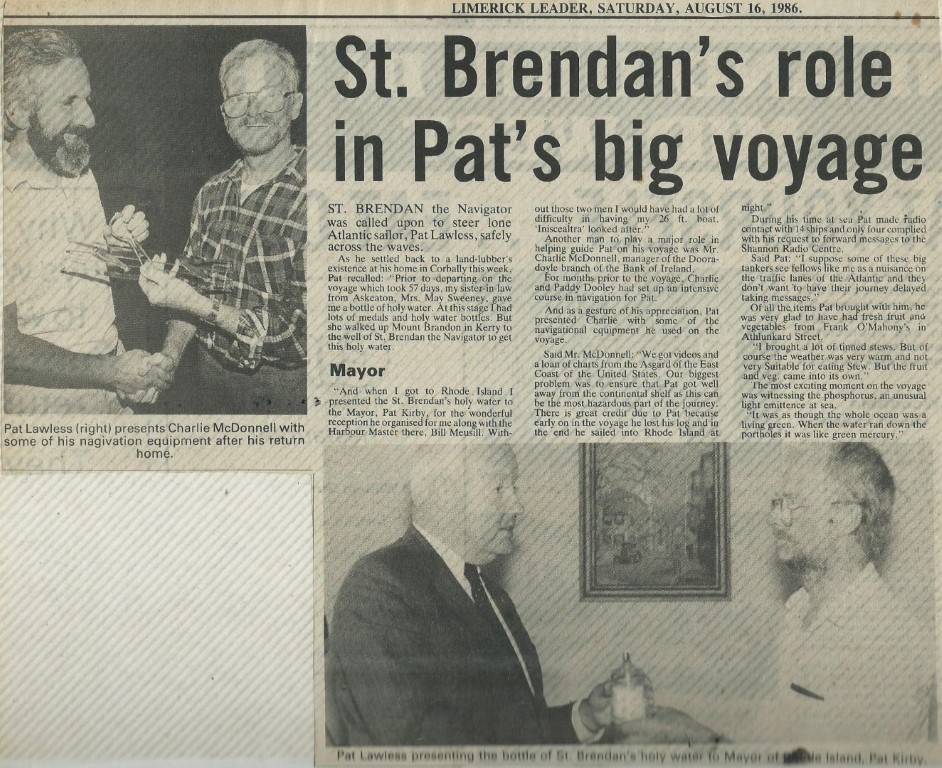 LIMERICK LEADER, SATURDAY, AUGUST 16, 1986.
St. Brendan's role
in Pat's big voyage
ST. BRENDAN the Navigator
was called upon to steer lone
Atlantic sailor, Pat Lawless, safely
across the waves.
As he settled back to a land-lubber's
existence at his home in Corbally this week,
Pat recalled: "Prior to departing on the
voyage which took 57 days, my sister-in-law
from Askeaton, Mrs. May Sweeney, gave
me a bottle of holy water. At this stage I had
lots of medals and holy water bottles. But
she walked up Mount Brandon in Kerry to
the well of St. Brendan the Navigator to get
this holy water.
Mayor
"And when I got to Rhode Island I
presented the St. Brendan's holy water to
the Mayor, Pat Kirby, for the wonderful
reception he organised for me along with the
Harbour Master there, Bill Meusill. With-
out those two men I would have had a lot of
difficulty in having my 26 ft. boat,
'Iniscealtra' looked after."
Another man to play a major role in
helping guide Pat on his voyage was Mr.
Charlie McDonnell, manager of the Doora-
doyle branch of the Bank of Ireland.
For months prior to the voyage, Charlie
and Paddy Dooley had set up an intensive
course in navigation for Pat.
And as a gesture of his appreciation, Pat
presented Charlie with some of the
navigational equipment he used on the
voyage.
Said Mr. McDonnell: "We got videos and
a loan of charts from the Asgard of the East
Coast of the United States. Our biggest
problem was to ensure that Pat got well
away from the continental shelf as this can
be the most hazardous part of the journey.
There is great credit due to Pat because
early on in the voyage he lost his log and in
the end he sailed into Rhode Island at
night."
During his time at sea Pat made radio
contact with 14 ships and only four complied
with his request to forward messages to the
Shannon Radio Centre.
Said Pat: "I suppose some of these big
tankers see fellows like me as a nuisance on
the traffic lanes of the Atlantic and they
don't want to have their journey delayed
taking messages."
Of all the items Pat brought with him, he
was very glad to have had fresh fruit and
vegetables from Frank O'Mahony's in
Athlunkard Street.
"I brought a lot of tinned stews. But of
course the weather was very warm and not
very Suitable for eating Stew. But the fruit
and veg. came into its own."
The most exciting moment on the voyage
was witnessing the phosphorus, an unusual
light emittence at sea.
"It was as though the whole ocean was a
living green. When the water ran down the
portholes it was like green mercury."
Pat Lawless (right) presents Charlie McDonnell with
some of his nagivation equipment after his return
home.
Pat Lawless presenting the bottle of St. Brendan's holy water to Mayor of Island, Pat Kirby.